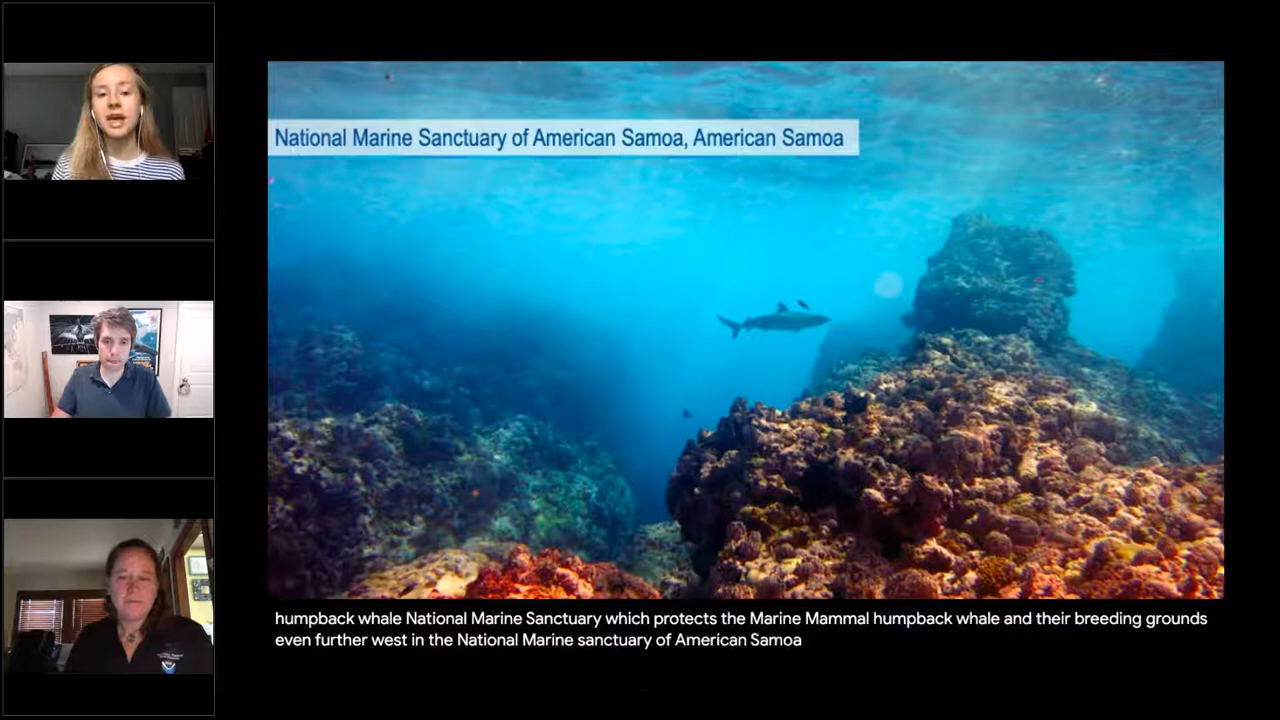 National Marine Sanctuary of American Samoa, American Samoa
humpback whale National Marine Sanctuary which protects the Marine Mammal humpback whale and their breeding grounds
even further west in the National Marine sanctuary of American Samoa